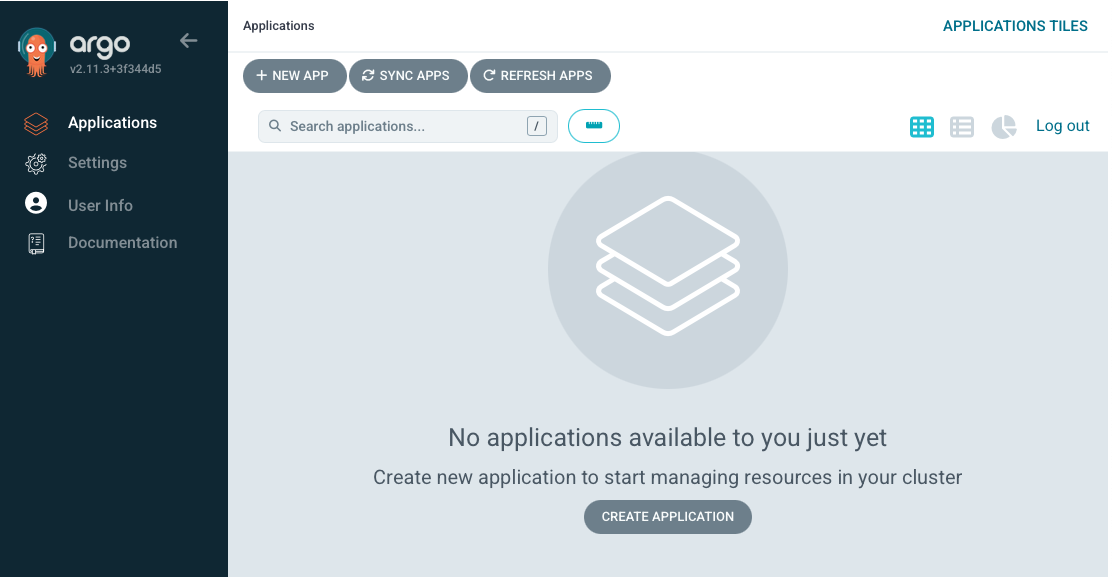 argo
v2.11.3+3f344d5
Applications
Settings
User Info
Documentation
Applications
APPLICATIONS TILES
NEW APP
SYNC APPS
REFRESH APPS
Search applications...
/
Log out
No applications available to you just yet
Create new application to start managing resources in your cluster
CREATE APPLICATION